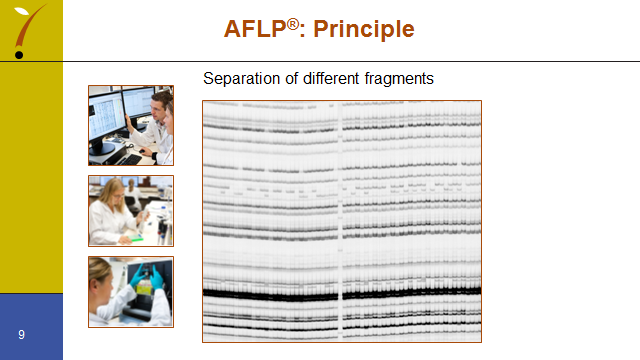 AFLP®: Principle
Separation of different fragments
9